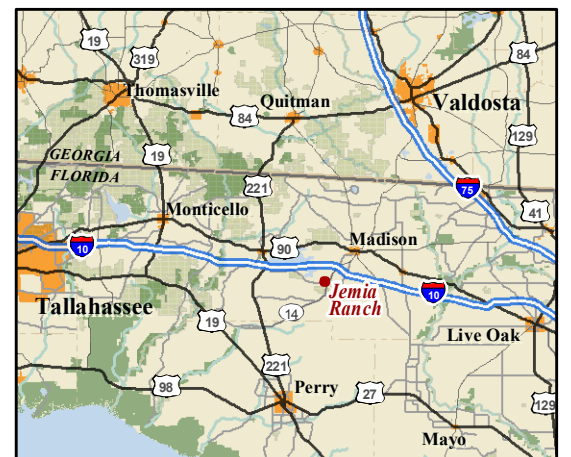 19
319
84
Thomasville
Quitman
Valdosta
84
129
GEORGIA
FLORIDA
19
221
75
41
Monticello
10
90
Madison
Jemia
Ranch
10
Tallahassee
14
19
Live Oak
221
98
Perry
27
129
Mayo